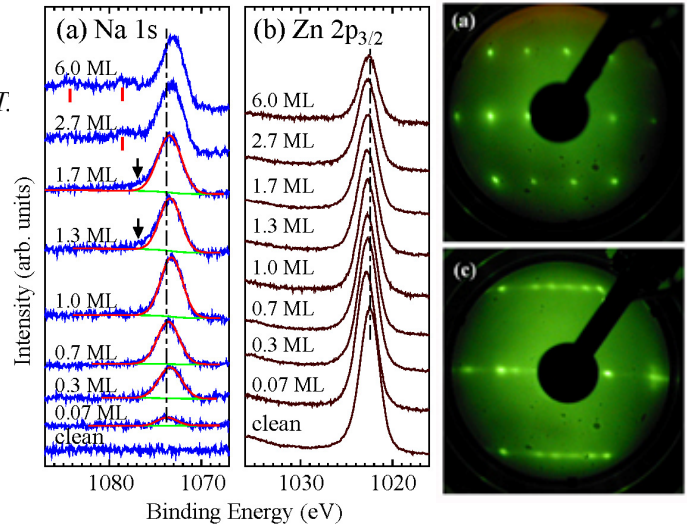 T.
Intensity (arb. units)
(a) Na 1s
6.0 ML
2.7 ML
1.7 ML
1.3 ML
1.0 ML
0.7 ML
0.3 ML
0.07 ML
clean
1080 1070
(b) Zn 2p3/2
6.0 ML
2.7 ML
1.7 ML
1.3 ML
1.0 ML
0.7 ML
0.3 ML
0.07 ML
clean
1030 1020
Binding Energy (eV)
(a)
(c)